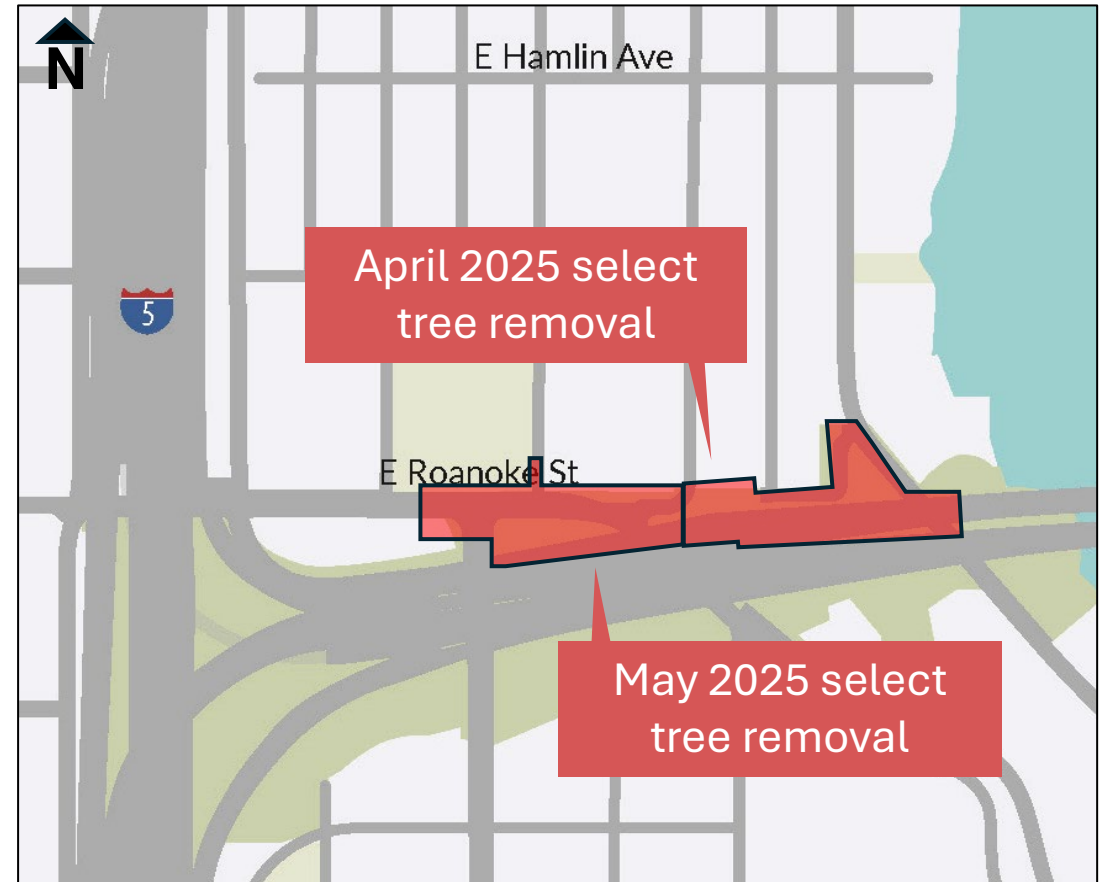 N
E Hamlin Ave
April 2025 select
tree removal
5
E Roanoke St
May 2025 select
tree removal